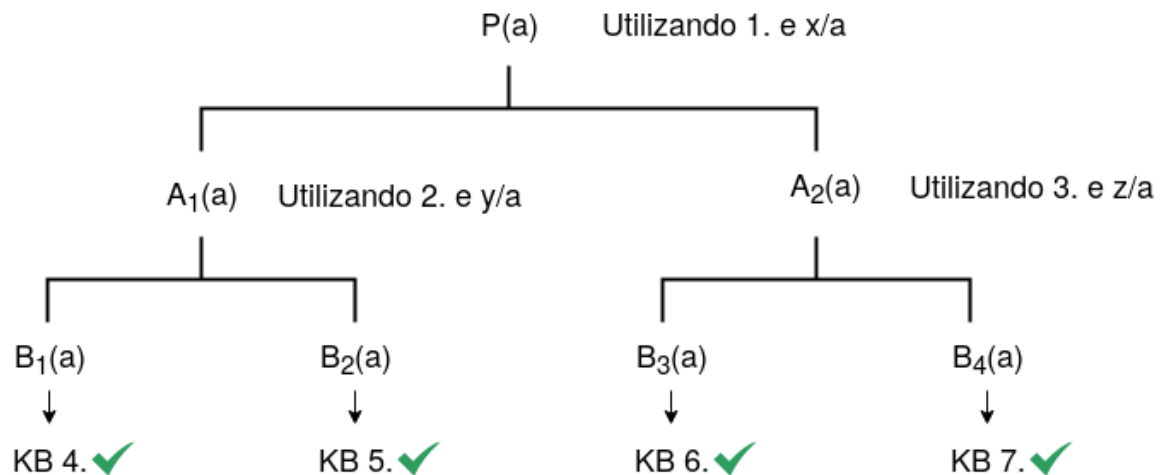 P(a) Utilizando 1. e x/a
A₁(a) Utilizando 2. e y/a A₂(a) Utilizando 3. e z/a
B₁(a) B₂(a) B₃(a) B₄(a)
KB 4. KB 5. KB 6. KB 7.